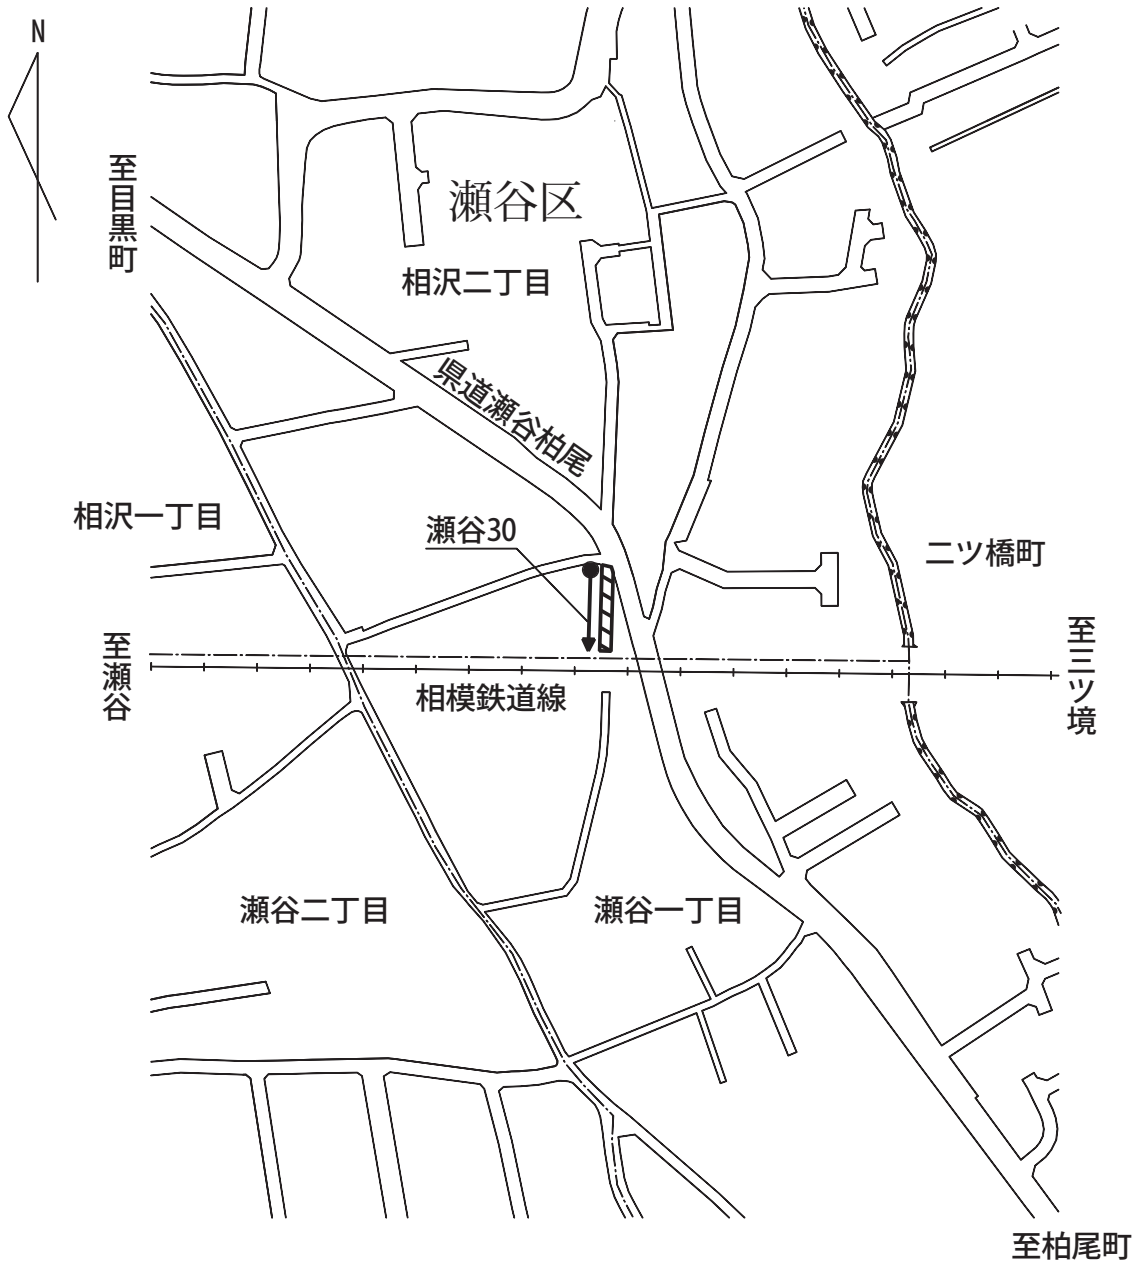 N
至目黒町
瀬谷区
相沢二丁目
県道瀬谷柏尾
相沢一丁目
瀬谷30
二ツ橋町
至瀬谷
至三ツ境
相模鉄道線
瀬谷二丁目
瀬谷一丁目
至柏尾町